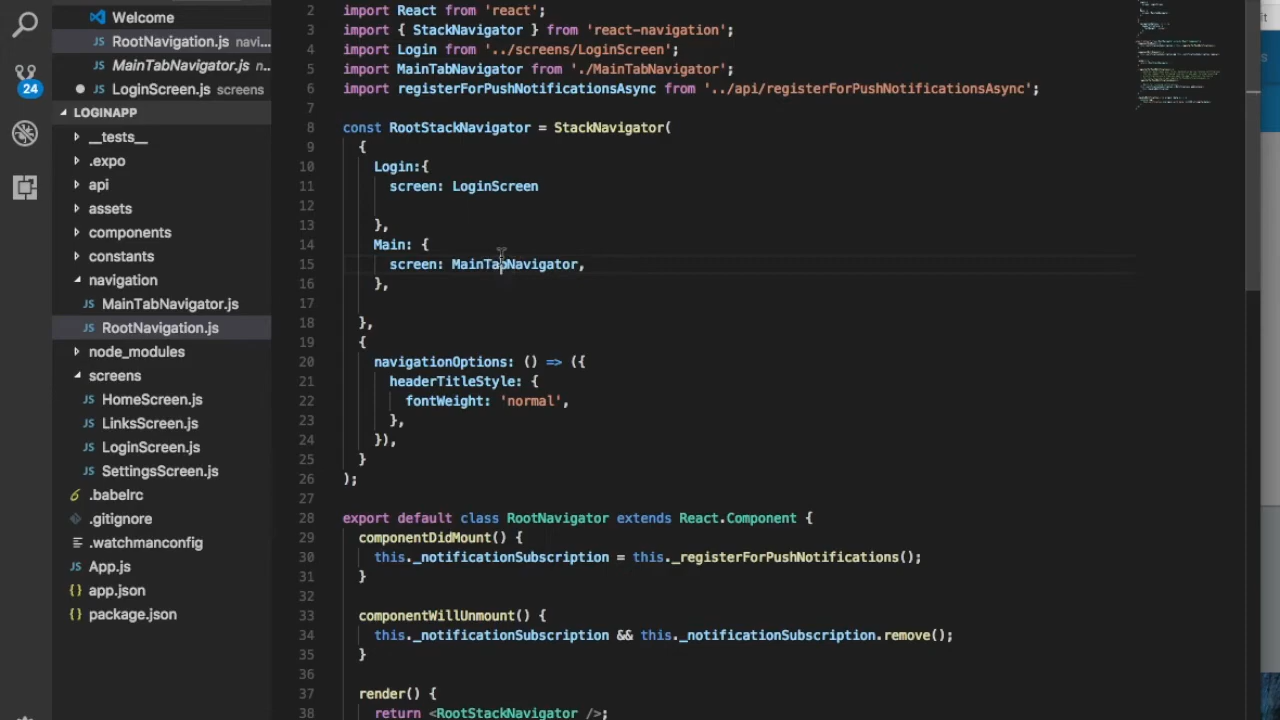 Welcome
RootNavigation.js navi...
MainTabNavigator.js n...
LoginScreen.js screens
24
LOGINAPP
__tests__
.expo
api
assets
components
constants
navigation
MainTabNavigator.js
RootNavigation.js
node_modules
screens
HomeScreen.js
LinksScreen.js
LoginScreen.js
SettingsScreen.js
.babelrc
.gitignore
.watchmanconfig
App.js
app.json
package.json
2 import React from 'react';
3 import { StackNavigator } from 'react-navigation';
4 import Login from '../screens/LoginScreen';
5 import MainTabNavigator from './MainTabNavigator';
6 import registerForPushNotificationsAsync from '../api/registerForPushNotificationsAsync';
7
8 const RootStackNavigator = StackNavigator(
9 {
10 Login:{
11 screen: LoginScreen
12
13 },
14 Main: {
15 screen: MainTabNavigator,
16 },
17
18 },
19 {
20 navigationOptions: () => ({
21 headerTitleStyle: {
22 fontWeight: 'normal',
23 },
24 }),
25 }
26 );
27
28 export default class RootNavigator extends React.Component {
29 componentDidMount() {
30 this._notificationSubscription = this._registerForPushNotifications();
31 }
32
33 componentWillUnmount() {
34 this._notificationSubscription && this._notificationSubscription.remove();
35 }
36
37 render() {
38 return <RootStackNavigator />;